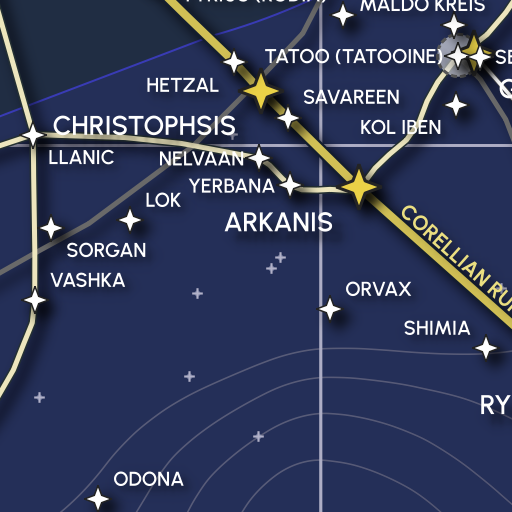 MALDO KREIS
TATOO (TATOOINE)
HETZAL
SAVAREEN
KOL IBEN
CHRISTOPHSIS
LLANIC
NELVAAN
YERBANA
LOK
ARKANIS
SORGAN
CORELLIAN RUN
VASHKA
ORVAX
SHIMIA
RY
ODONA